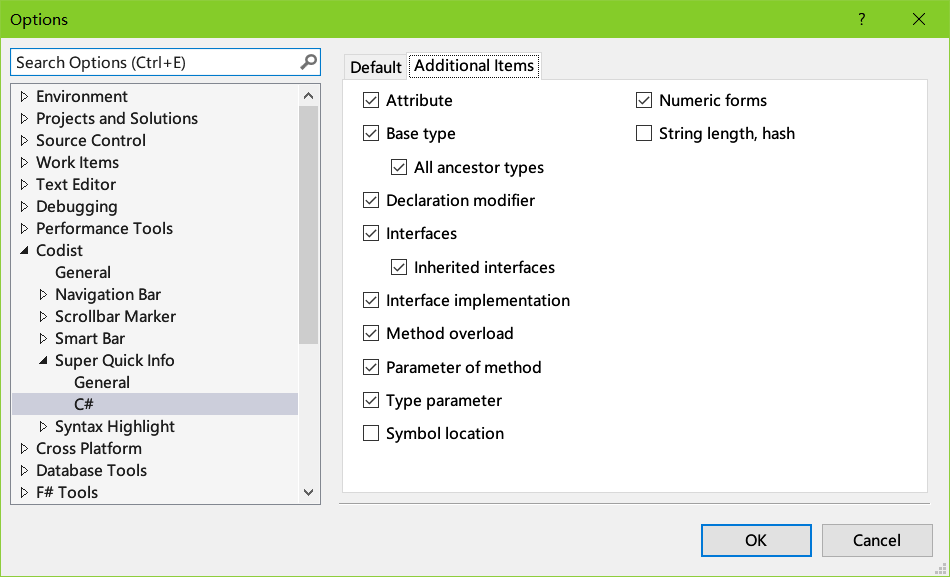 Options
?
Search Options (Ctrl+E)
Environment
Projects and Solutions
Source Control
Work Items
Text Editor
Debugging
Performance Tools
Codist
General
Navigation Bar
Scrollbar Marker
Smart Bar
Super Quick Info
General
C#
Syntax Highlight
Cross Platform
Database Tools
F# Tools
Default
Additional Items
Attribute
Base type
All ancestor types
Declaration modifier
Interfaces
Inherited interfaces
Interface implementation
Method overload
Parameter of method
Type parameter
Symbol location
Numeric forms
String length, hash
OK
Cancel